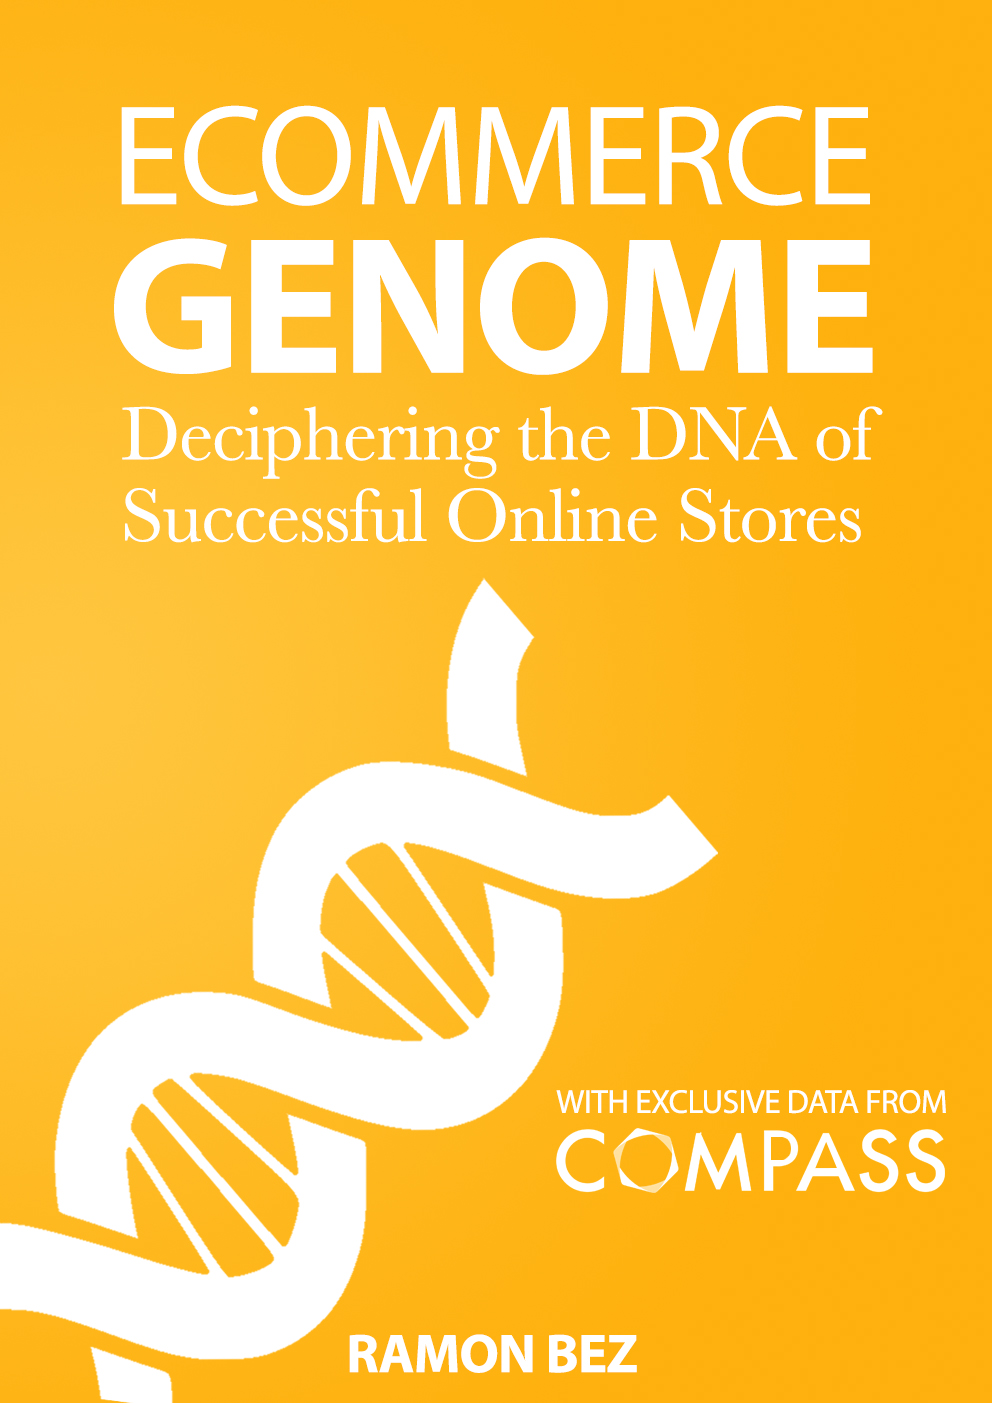 ECOMMERCE
GENOME
Deciphering the DNA of
Successful Online Stores
WITH EXCLUSIVE DATA FROM
COMPASS
RAMON BEZ